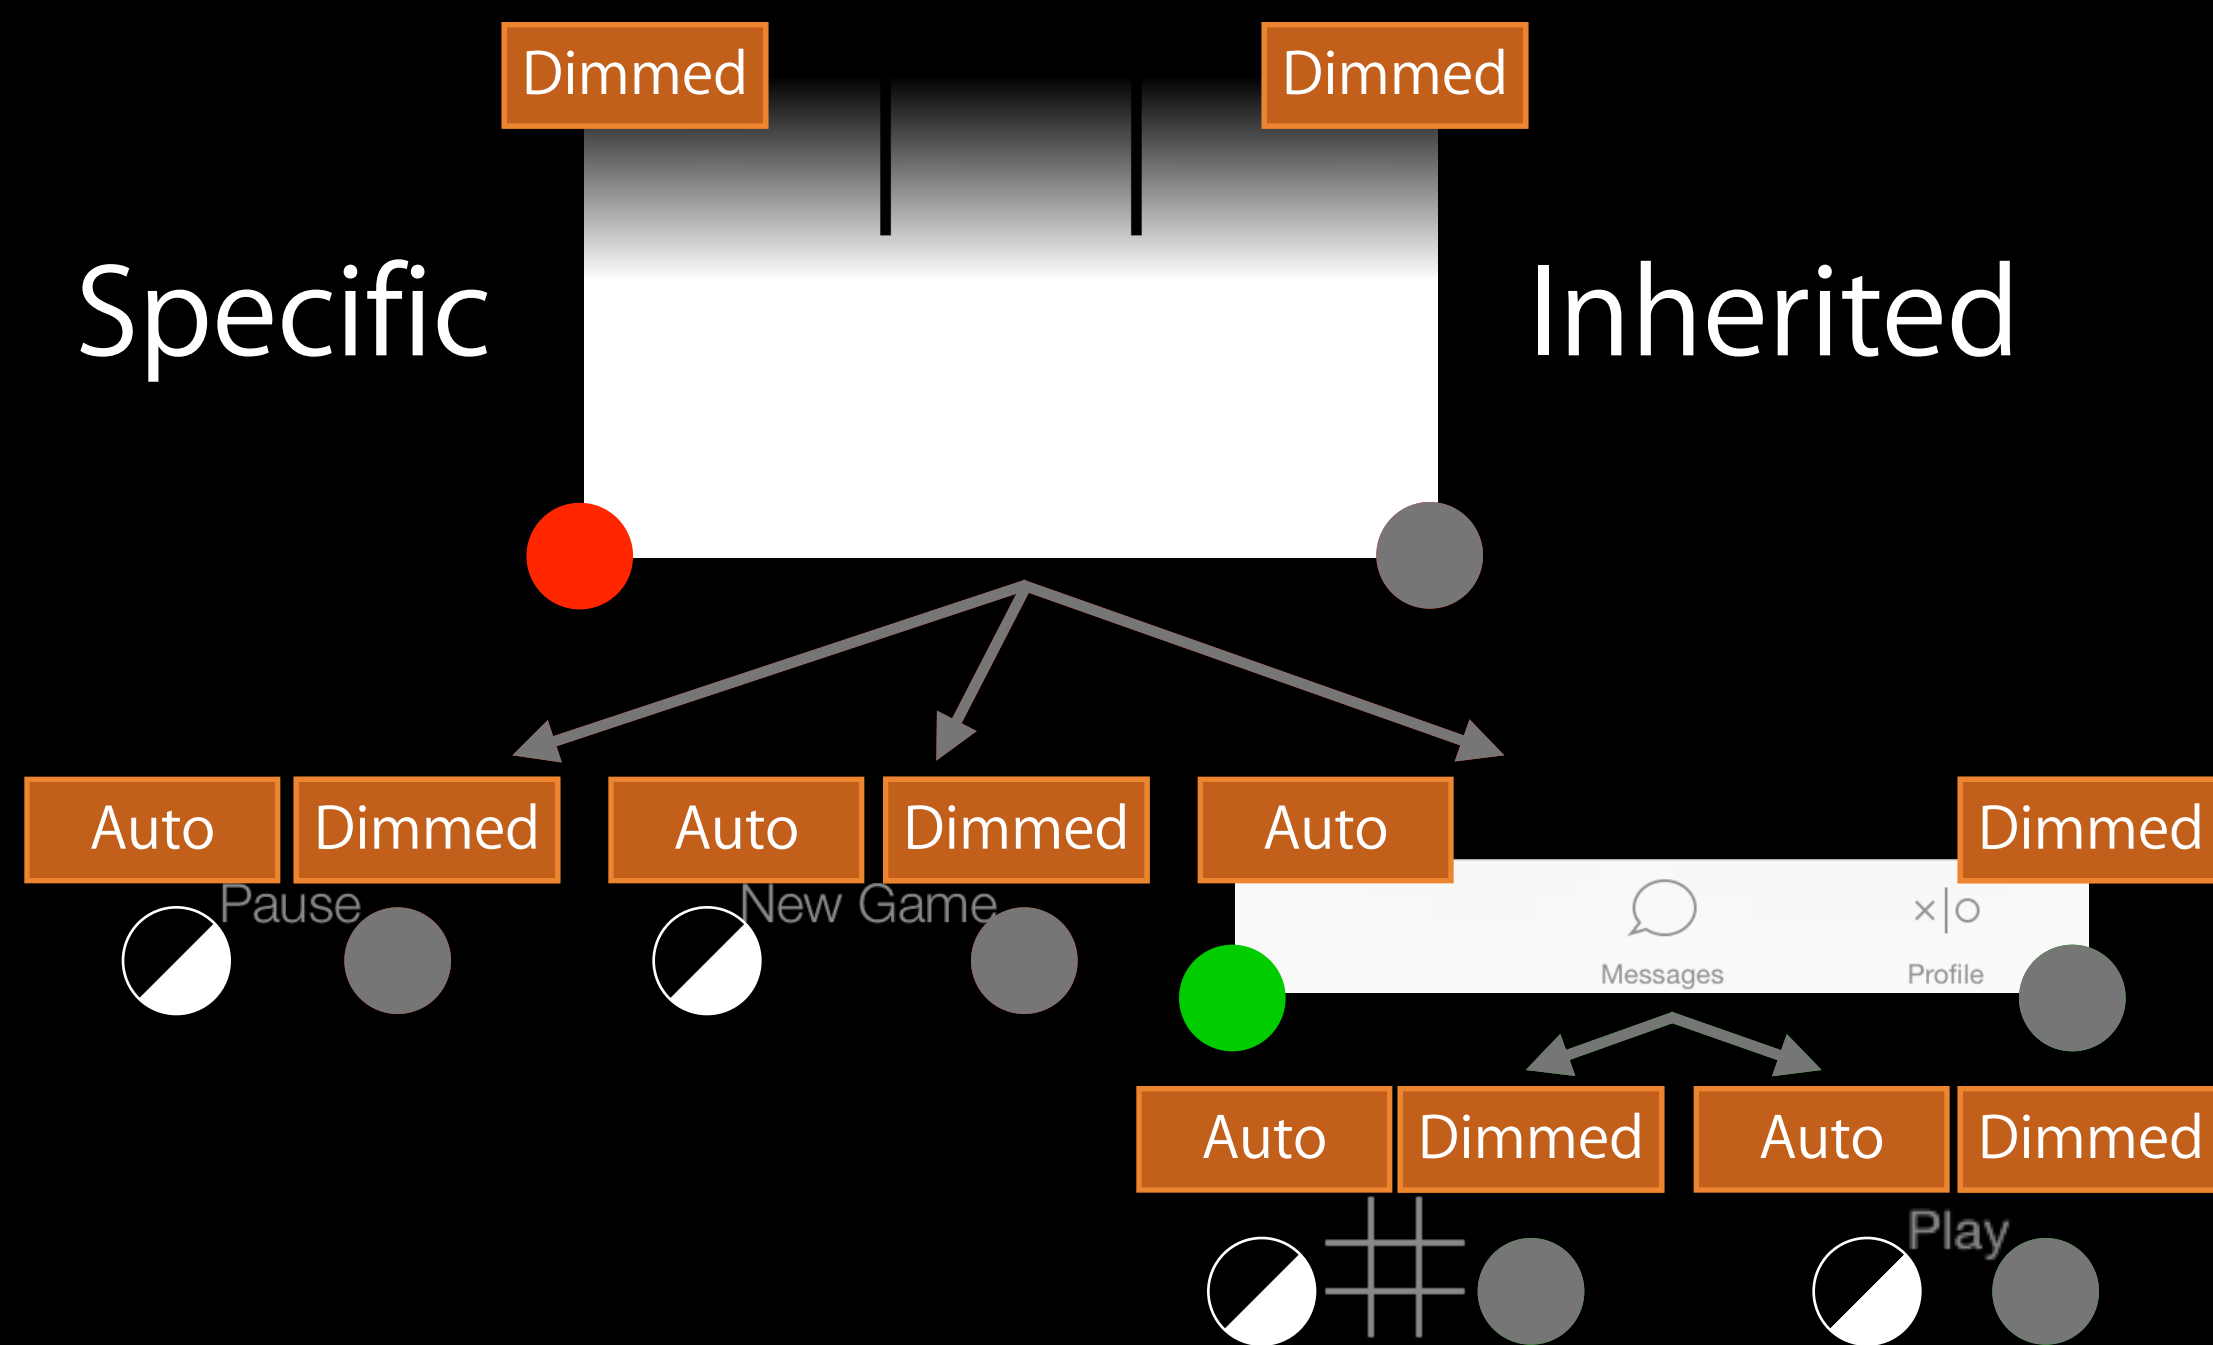 Dimmed
Dimmed
Specific
Inherited
Auto
Dimmed
Auto
Dimmed
Auto
Dimmed
Pause
New Game
Messages
Profile
Auto
Dimmed
Auto
Dimmed
Play